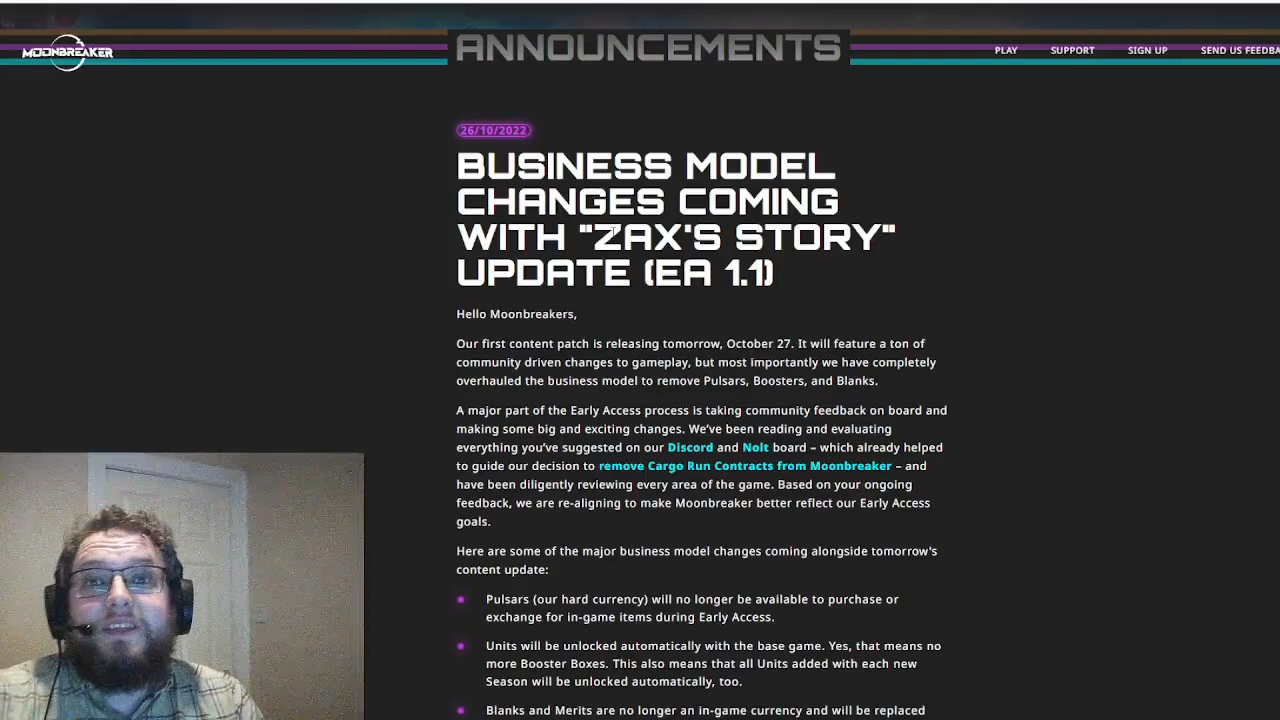 MOONBREAKER
ANNOUNCEMENTS
PLAY SUPPORT SIGN UP SEND US FEEDBA
26/10/2022
BUSINESS MODEL
CHANGES COMING
WITH "ZAX'S STORY"
UPDATE (EA 1.1)
Hello Moonbreakers,
Our first content patch is releasing tomorrow, October 27. It will feature a ton of
community driven changes to gameplay, but most importantly we have completely
overhauled the business model to remove Pulsars, Boosters, and Blanks.
A major part of the Early Access process is taking community feedback on board and
making some big and exciting changes. We've been reading and evaluating
everything you've suggested on our Discord and Nolt board – which already helped
to guide our decision to remove Cargo Run Contracts from Moonbreaker – and
have been diligently reviewing every area of the game. Based on your ongoing
feedback, we are re-aligning to make Moonbreaker better reflect our Early Access
goals.
Here are some of the major business model changes coming alongside tomorrow's
content update:
Pulsars (our hard currency) will no longer be available to purchase or
exchange for in-game items during Early Access.
Units will be unlocked automatically with the base game. Yes, that means no
more Booster Boxes. This also means that all Units added with each new
Season will be unlocked automatically, too.
Blanks and Merits are no longer an in-game currency and will be replaced